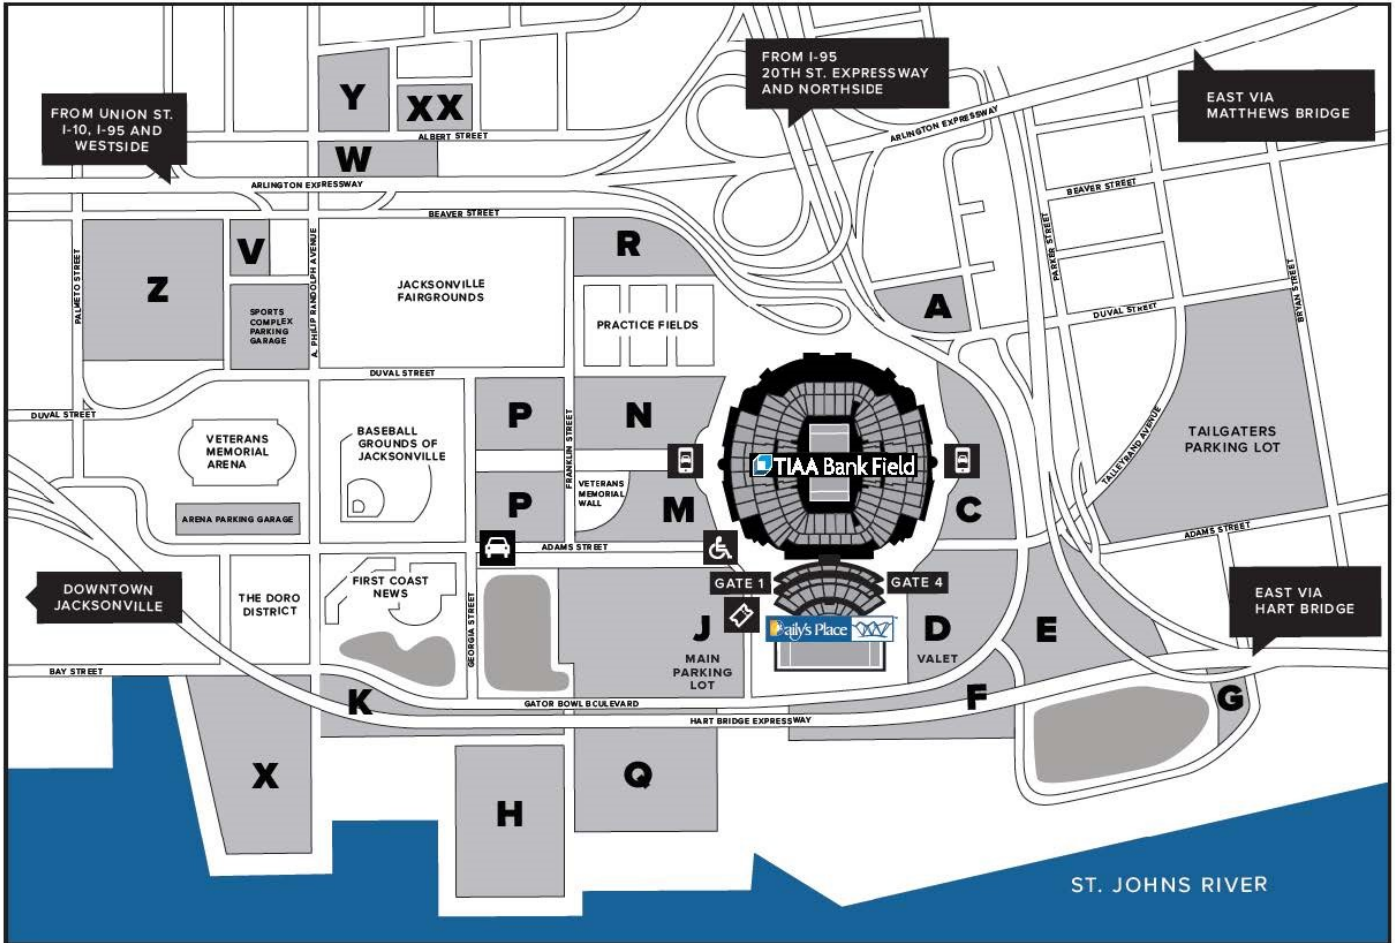 FROM I-95
20TH ST. EXPRESSWAY
AND NORTHSIDE
EAST VIA
MATTHEWS BRIDGE
FROM UNION ST.
I-10, I-95 AND
WESTSIDE
Y
XX
ALBERT STREET
W
ARLINGTON EXPRESSWAY
ARLINGTON EXPRESSWAY
BEAVER STREET
BEAVER STREET
PALMETO STREET
Z
V
A. PHILIP RANDOLPH AVENUE
SPORTS
COMPLEX
PARKING
GARAGE
JACKSONVILLE
FAIRGROUNDS
R
PRACTICE FIELDS
A
PARKER STREET
DUVAL STREET
BRYAN STREET
DUVAL STREET
DUVAL STREET
VETERANS
MEMORIAL
ARENA
BASEBALL
GROUNDS OF
JACKSONVILLE
P
FRANKLIN STREET
N
TIAA Bank Field
TALLEYRAND AVENUE
TAILGATERS
PARKING LOT
P
VETERANS
MEMORIAL
WALL
M
C
ARENA PARKING GARAGE
ADAMS STREET
ADAMS STREET
DOWNTOWN
JACKSONVILLE
THE DORO
DISTRICT
FIRST COAST
NEWS
GEORGIA STREET
GATE 1
GATE 4
J
MAIN
PARKING
LOT
Daily's Place
D
VALET
E
EAST VIA
HART BRIDGE
BAY STREET
K
GATOR BOWL BOULEVARD
HART BRIDGE EXPRESSWAY
F
G
X
H
Q
ST. JOHNS RIVER